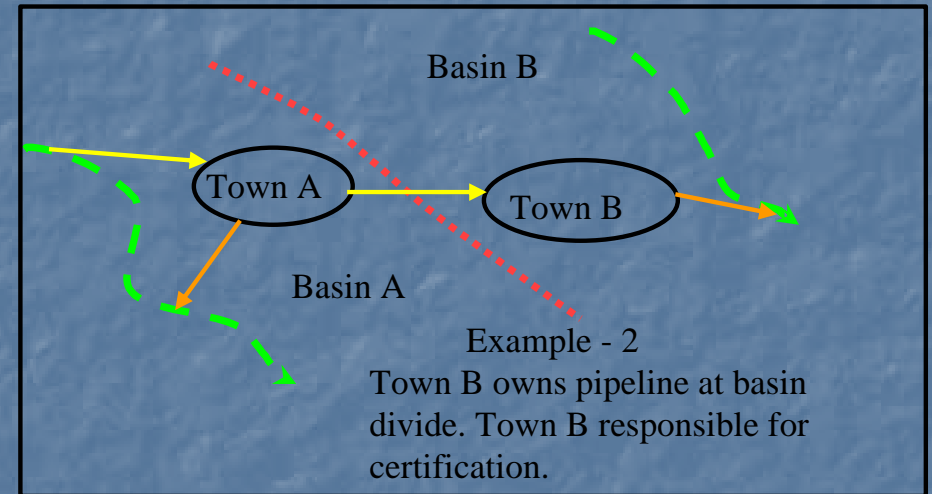 Basin B
Town A
Town B
Basin A
Example - 2
Town B owns pipeline at basin
divide. Town B responsible for
certification.